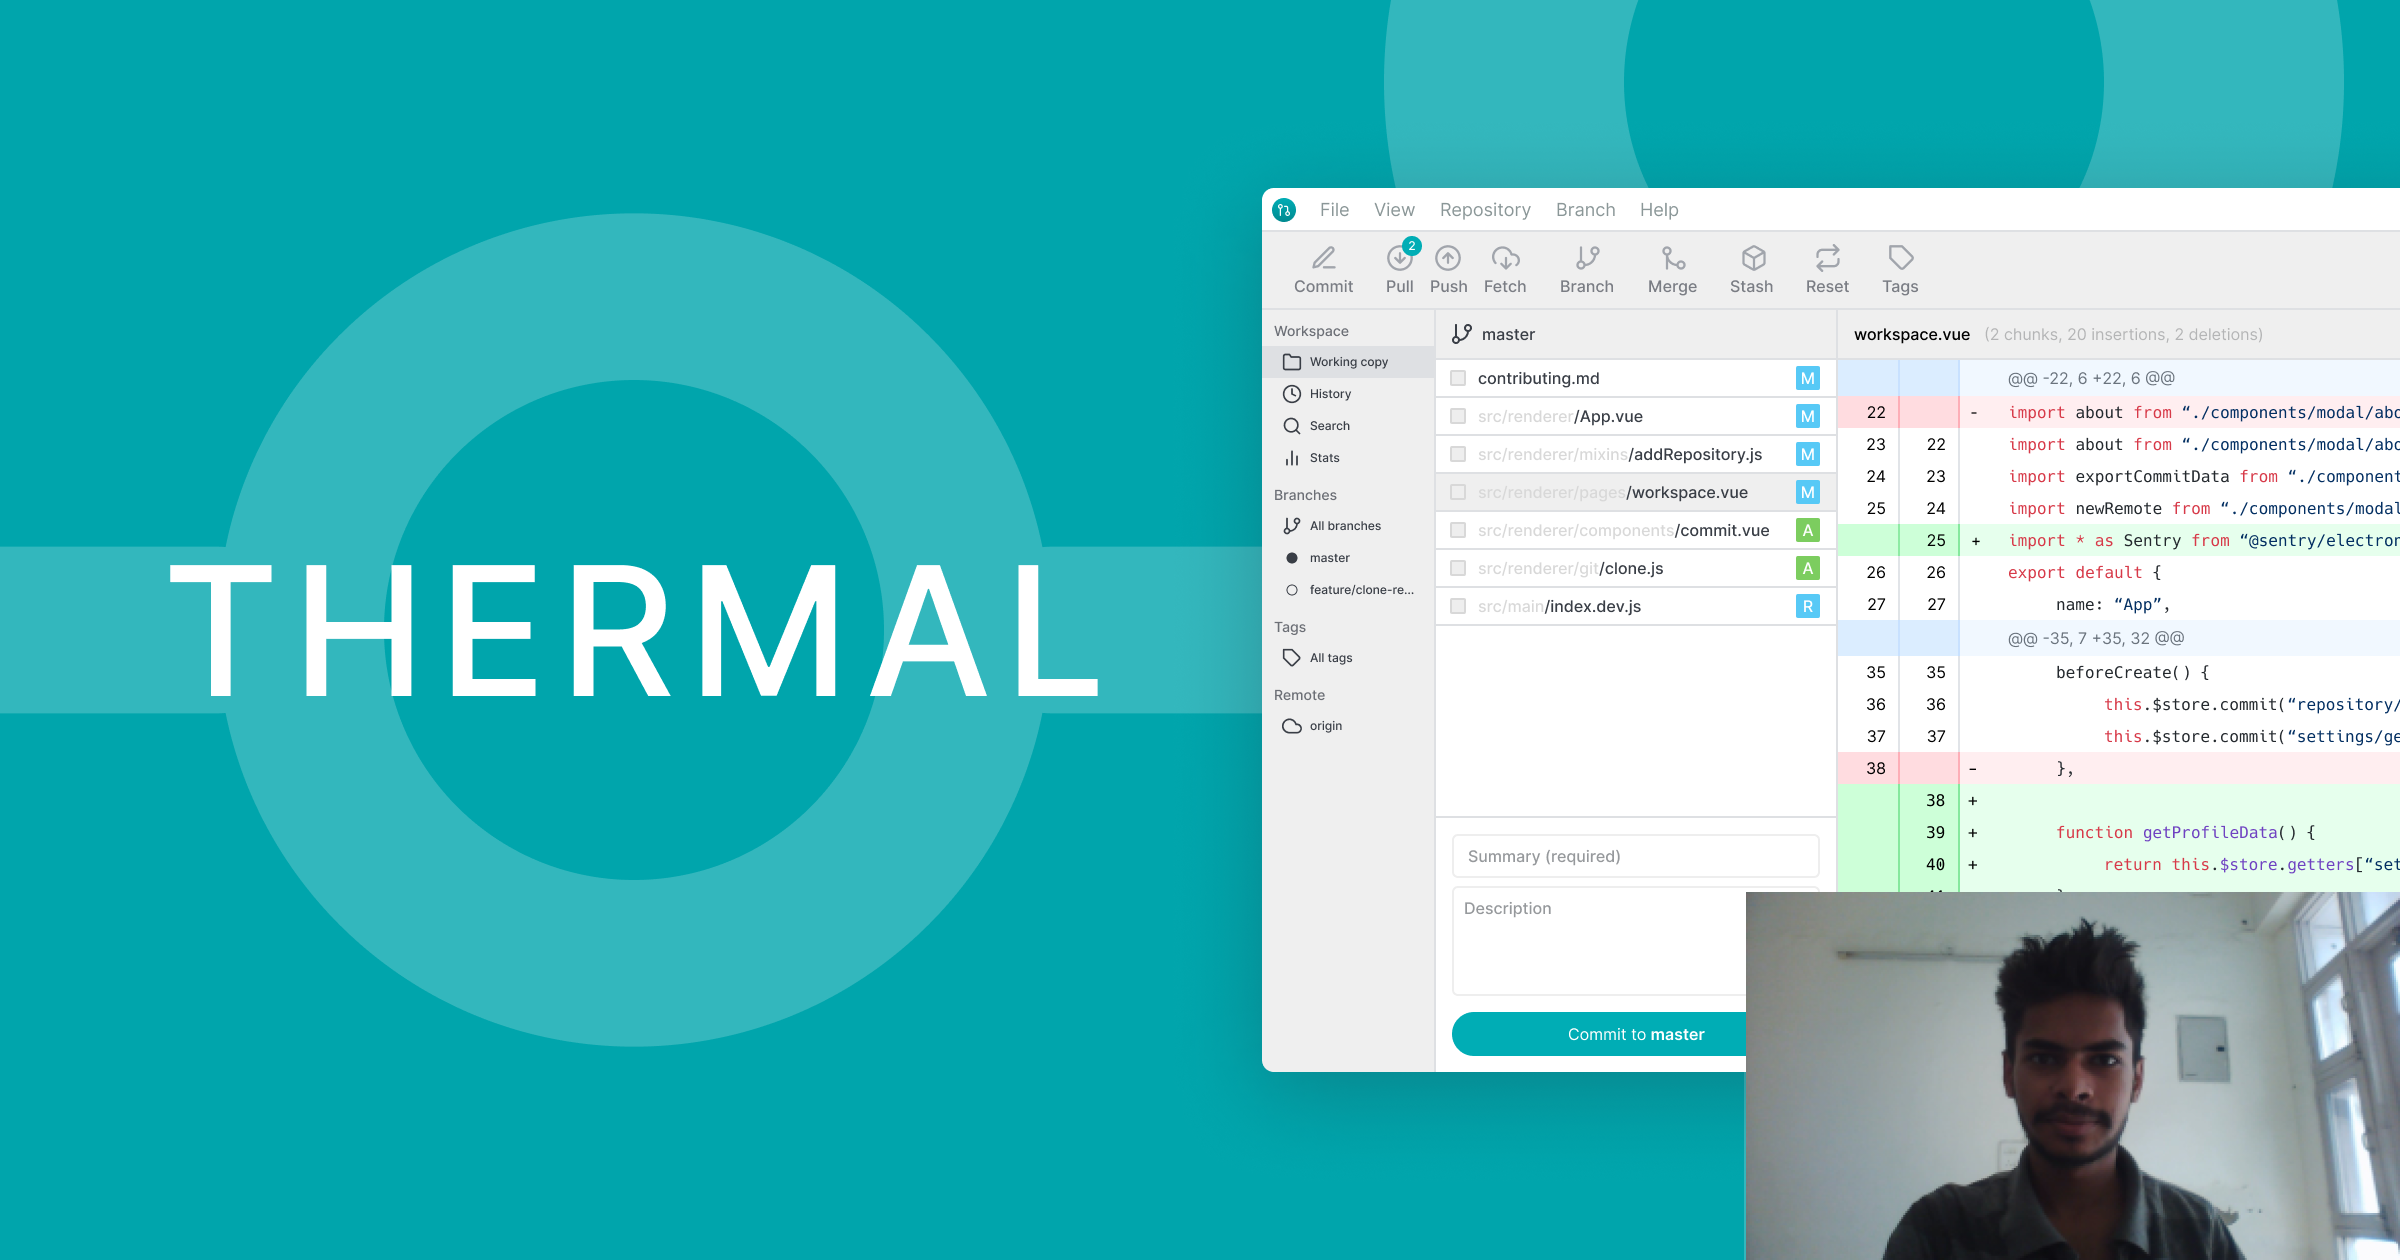 THERMAL
File View Repository Branch Help
2
Commit Pull Push Fetch Branch Merge Stash Reset Tags
Workspace
Working copy
History
Search
Stats
Branches
All branches
master
feature/clone-re...
Tags
All tags
Remote
origin
master
contributing.md M
src/renderer/App.vue M
src/renderer/mixins/addRepository.js M
src/renderer/pages/workspace.vue M
src/renderer/components/commit.vue A
src/renderer/git/clone.js A
src/main/index.dev.js R
Summary (required)
Description
Commit to master
workspace.vue (2 chunks, 20 insertions, 2 deletions)
@@ -22, 6 +22, 6 @@
22 - import about from “./components/modal/abo
23 22 import about from “./components/modal/abo
24 23 import exportCommitData from “./component
25 24 import newRemote from “./components/modal
25 + import * as Sentry from “@sentry/electron
26 26 export default {
27 27 name: “App”,
@@ -35, 7 +35, 32 @@
35 35 beforeCreate() {
36 36 this.$store.commit(“repository/
37 37 this.$store.commit(“settings/ge
38 - },
38 +
39 + function getProfileData() {
40 + return this.$store.getters[“set